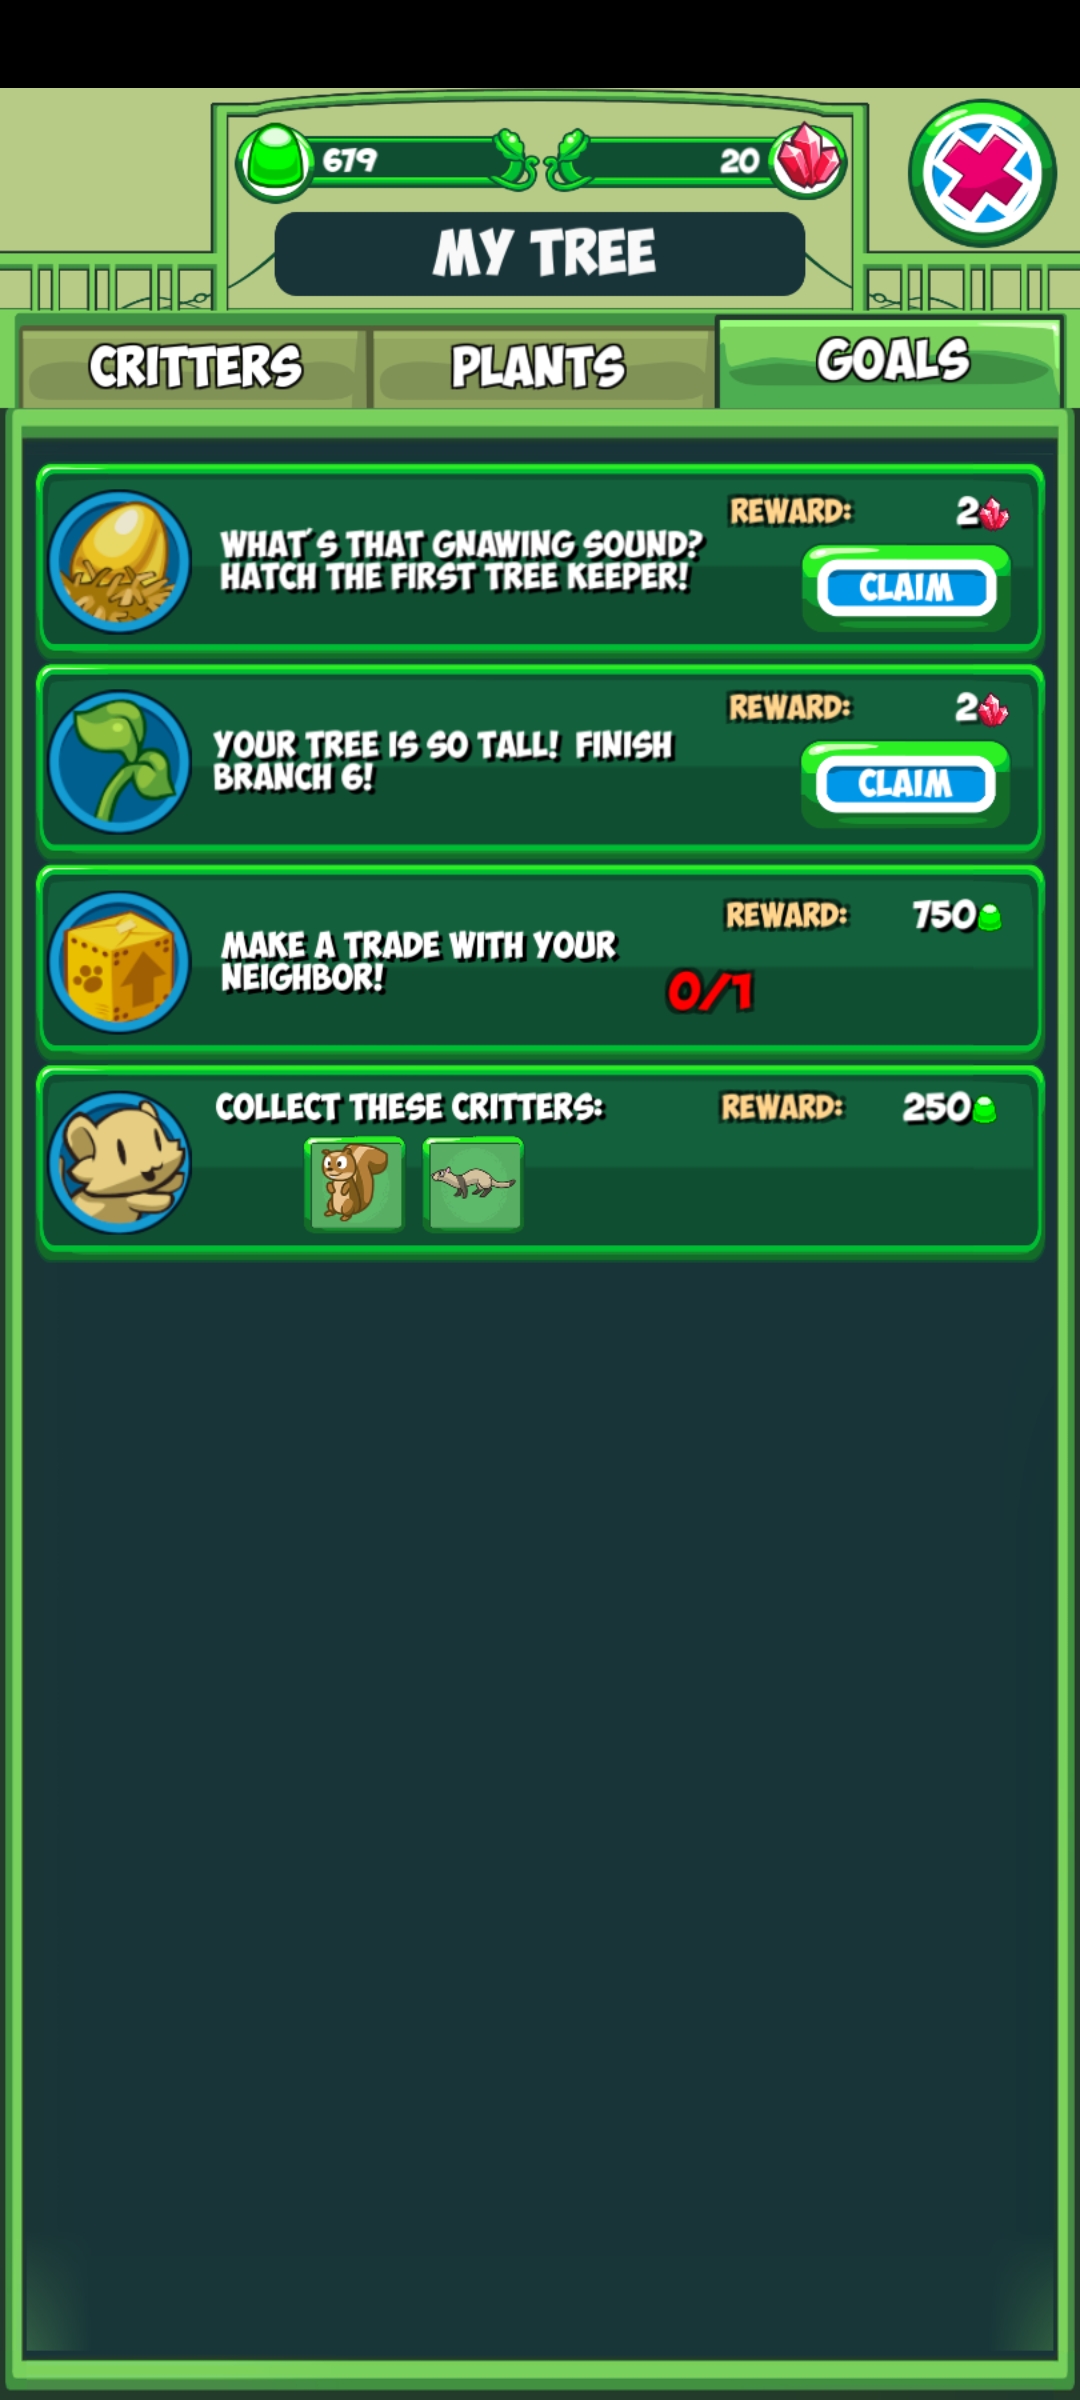 679
20
MY TREE
CRITTERS
PLANTS
GOALS
WHAT'S THAT GNAWING SOUND?
HATCH THE FIRST TREE KEEPER!
REWARD:
2
CLAIM
YOUR TREE IS SO TALL! FINISH
BRANCH 6!
REWARD:
2
CLAIM
MAKE A TRADE WITH YOUR
NEIGHBOR!
REWARD:
750
0/1
COLLECT THESE CRITTERS:
REWARD:
250